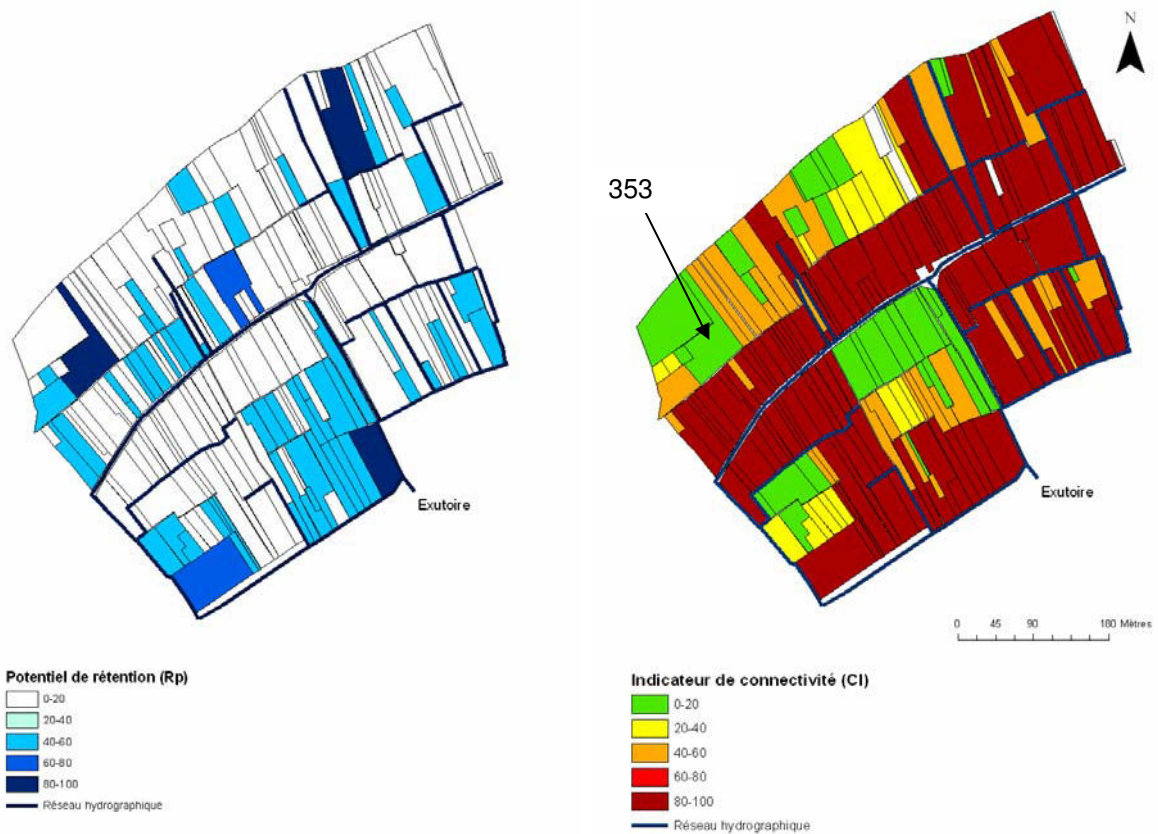 N
353
Exutoire
Exutoire
0 45 90 180 Mètres
Potentiel de rétention (Rp)
0-20
20-40
40-60
60-80
80-100
Réseau hydrographique
Indicateur de connectivité (CI)
0-20
20-40
40-60
60-80
80-100
Réseau hydrographique